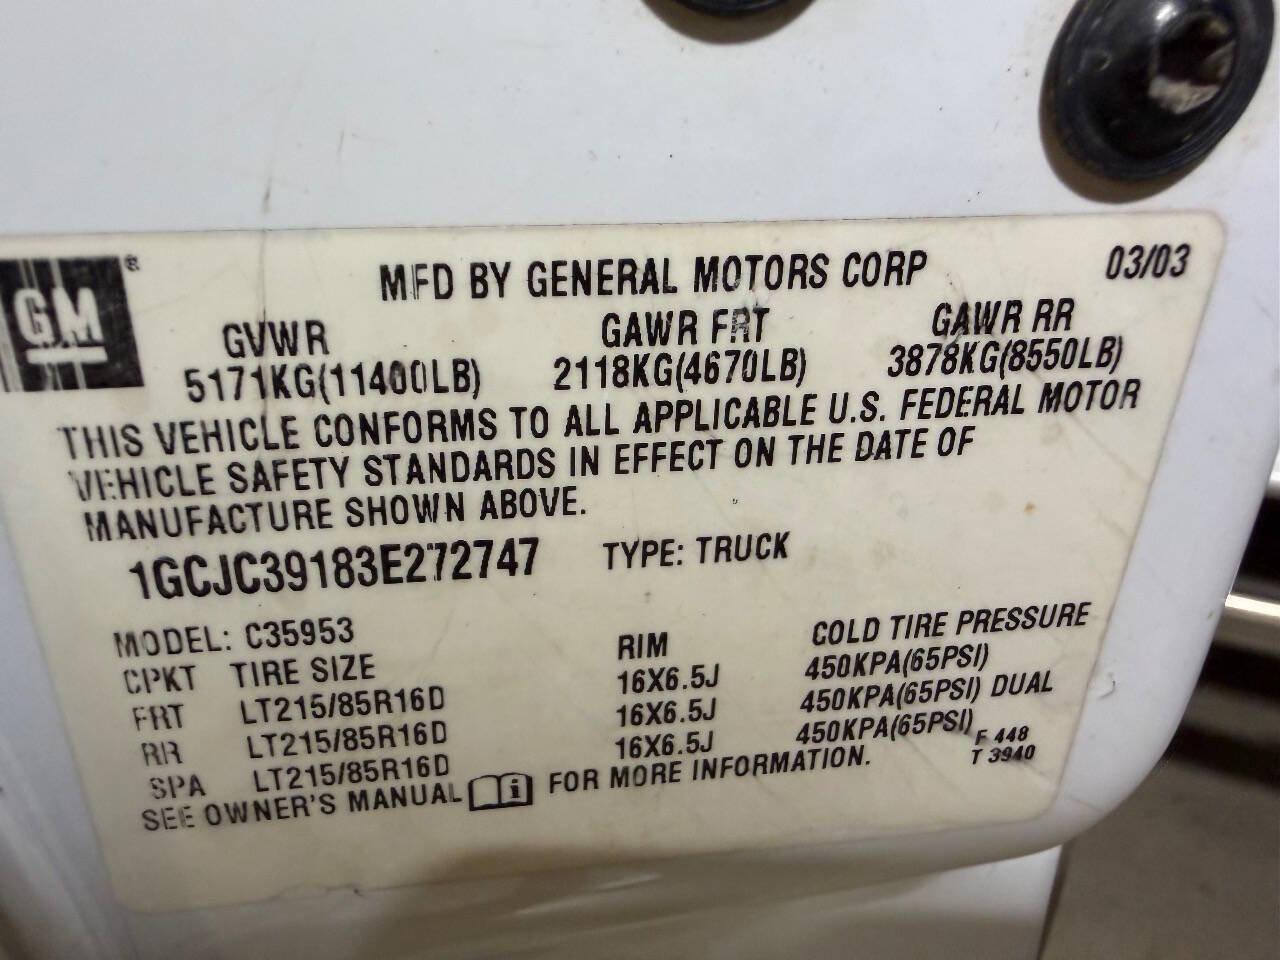 GM ®
MFD BY GENERAL MOTORS CORP 03/03
GVWR GAWR FRT GAWR RR
5171KG(11400LB) 2118KG(4670LB) 3878KG(8550LB)
THIS VEHICLE CONFORMS TO ALL APPLICABLE U.S. FEDERAL MOTOR
VEHICLE SAFETY STANDARDS IN EFFECT ON THE DATE OF
MANUFACTURE SHOWN ABOVE.
1GCJC39183E272747 TYPE: TRUCK
MODEL: C35953
CPKT TIRE SIZE RIM COLD TIRE PRESSURE
FRT LT215/85R16D 16X6.5J 450KPA(65PSI)
RR LT215/85R16D 16X6.5J 450KPA(65PSI) DUAL
SPA LT215/85R16D 16X6.5J 450KPA(65PSI)
SEE OWNER'S MANUAL i FOR MORE INFORMATION.
F 448
T 3940